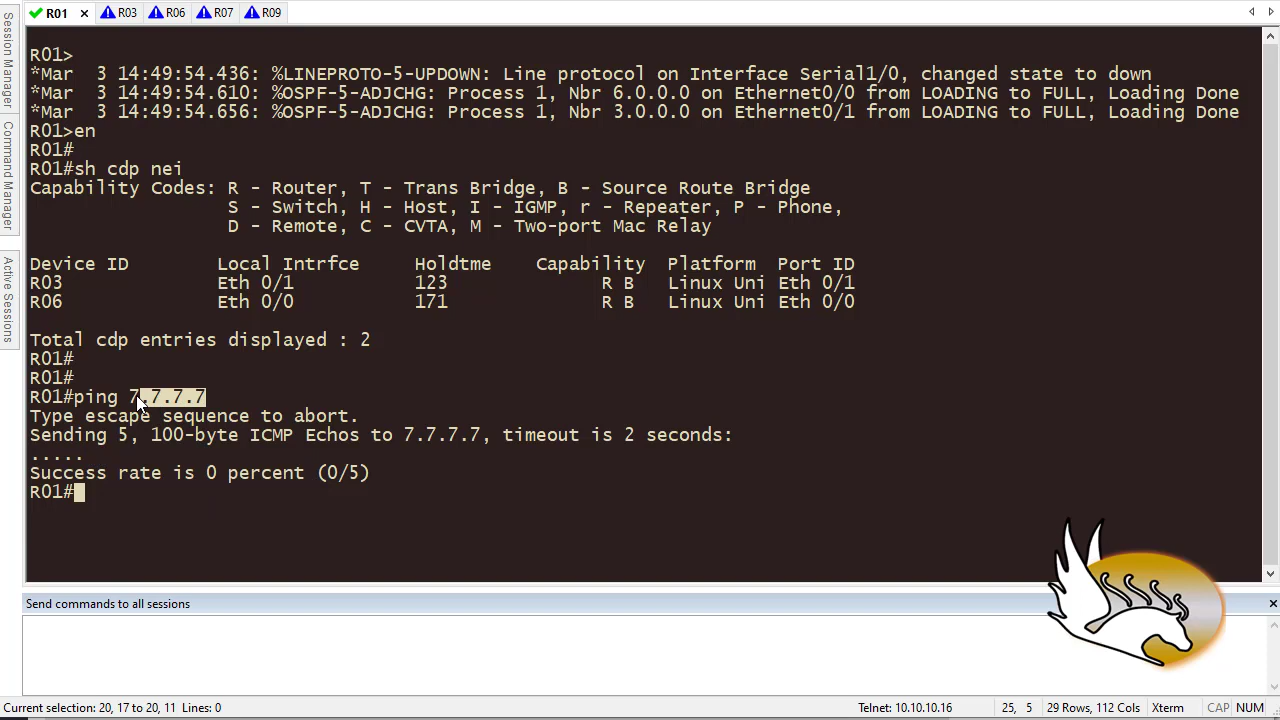 R01 × R03 R06 R07 R09
Session Manager
Command Manager
Active Sessions
R01>
*Mar  3 14:49:54.436: %LINEPROTO-5-UPDOWN: Line protocol on Interface Serial1/0, changed state to down
*Mar  3 14:49:54.610: %OSPF-5-ADJCHG: Process 1, Nbr 6.0.0.0 on Ethernet0/0 from LOADING to FULL, Loading Done
*Mar  3 14:49:54.656: %OSPF-5-ADJCHG: Process 1, Nbr 3.0.0.0 on Ethernet0/1 from LOADING to FULL, Loading Done
R01>en
R01#
R01#sh cdp nei
Capability Codes: R - Router, T - Trans Bridge, B - Source Route Bridge
S - Switch, H - Host, I - IGMP, r - Repeater, P - Phone,
D - Remote, C - CVTA, M - Two-port Mac Relay
Device ID        Local Intrfce     Holdtme    Capability  Platform  Port ID
R03              Eth 0/1           123              R B   Linux Uni Eth 0/1
R06              Eth 0/0           171              R B   Linux Uni Eth 0/0
Total cdp entries displayed : 2
R01#
R01#
R01#ping 7.7.7.7
Type escape sequence to abort.
Sending 5, 100-byte ICMP Echos to 7.7.7.7, timeout is 2 seconds:
.....
Success rate is 0 percent (0/5)
R01#
Send commands to all sessions ×
Current selection: 20, 17 to 20, 11  Lines: 0 Telnet: 10.10.10.16 25, 5 29 Rows, 112 Cols Xterm CAP NUM